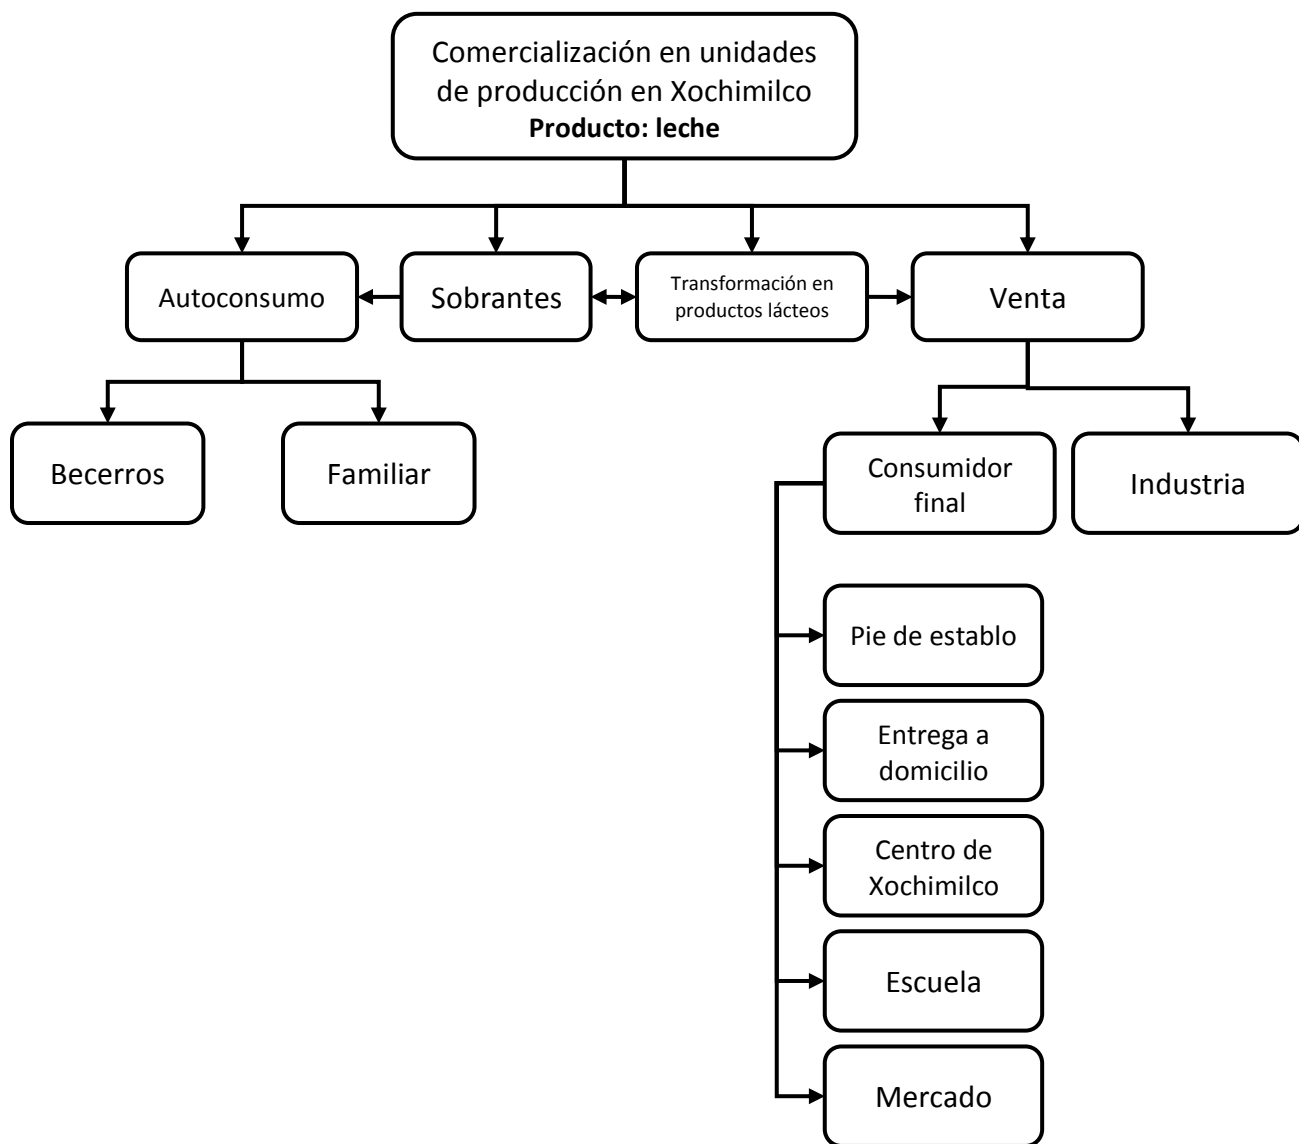 Comercialización en unidades
de producción en Xochimilco
Producto: leche
Autoconsumo
Sobrantes
Transformación en
productos lácteos
Venta
Becerros
Familiar
Consumidor
final
Industria
Pie de establo
Entrega a
domicilio
Centro de
Xochimilco
Escuela
Mercado